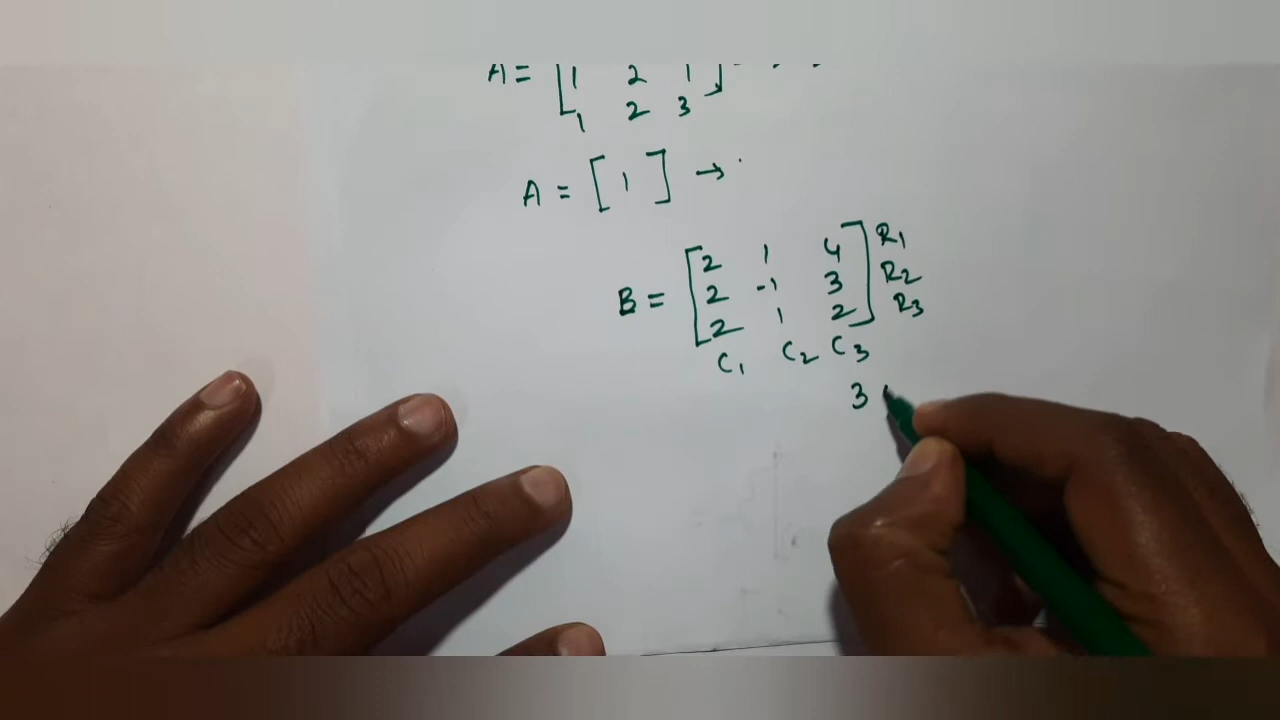 A = [1 2 1]
1 2 3
A = [ 1 ] →
B = [2 1 4] R1
2 -1 3 R2
2 1 2 R3
C1 C2 C3
3